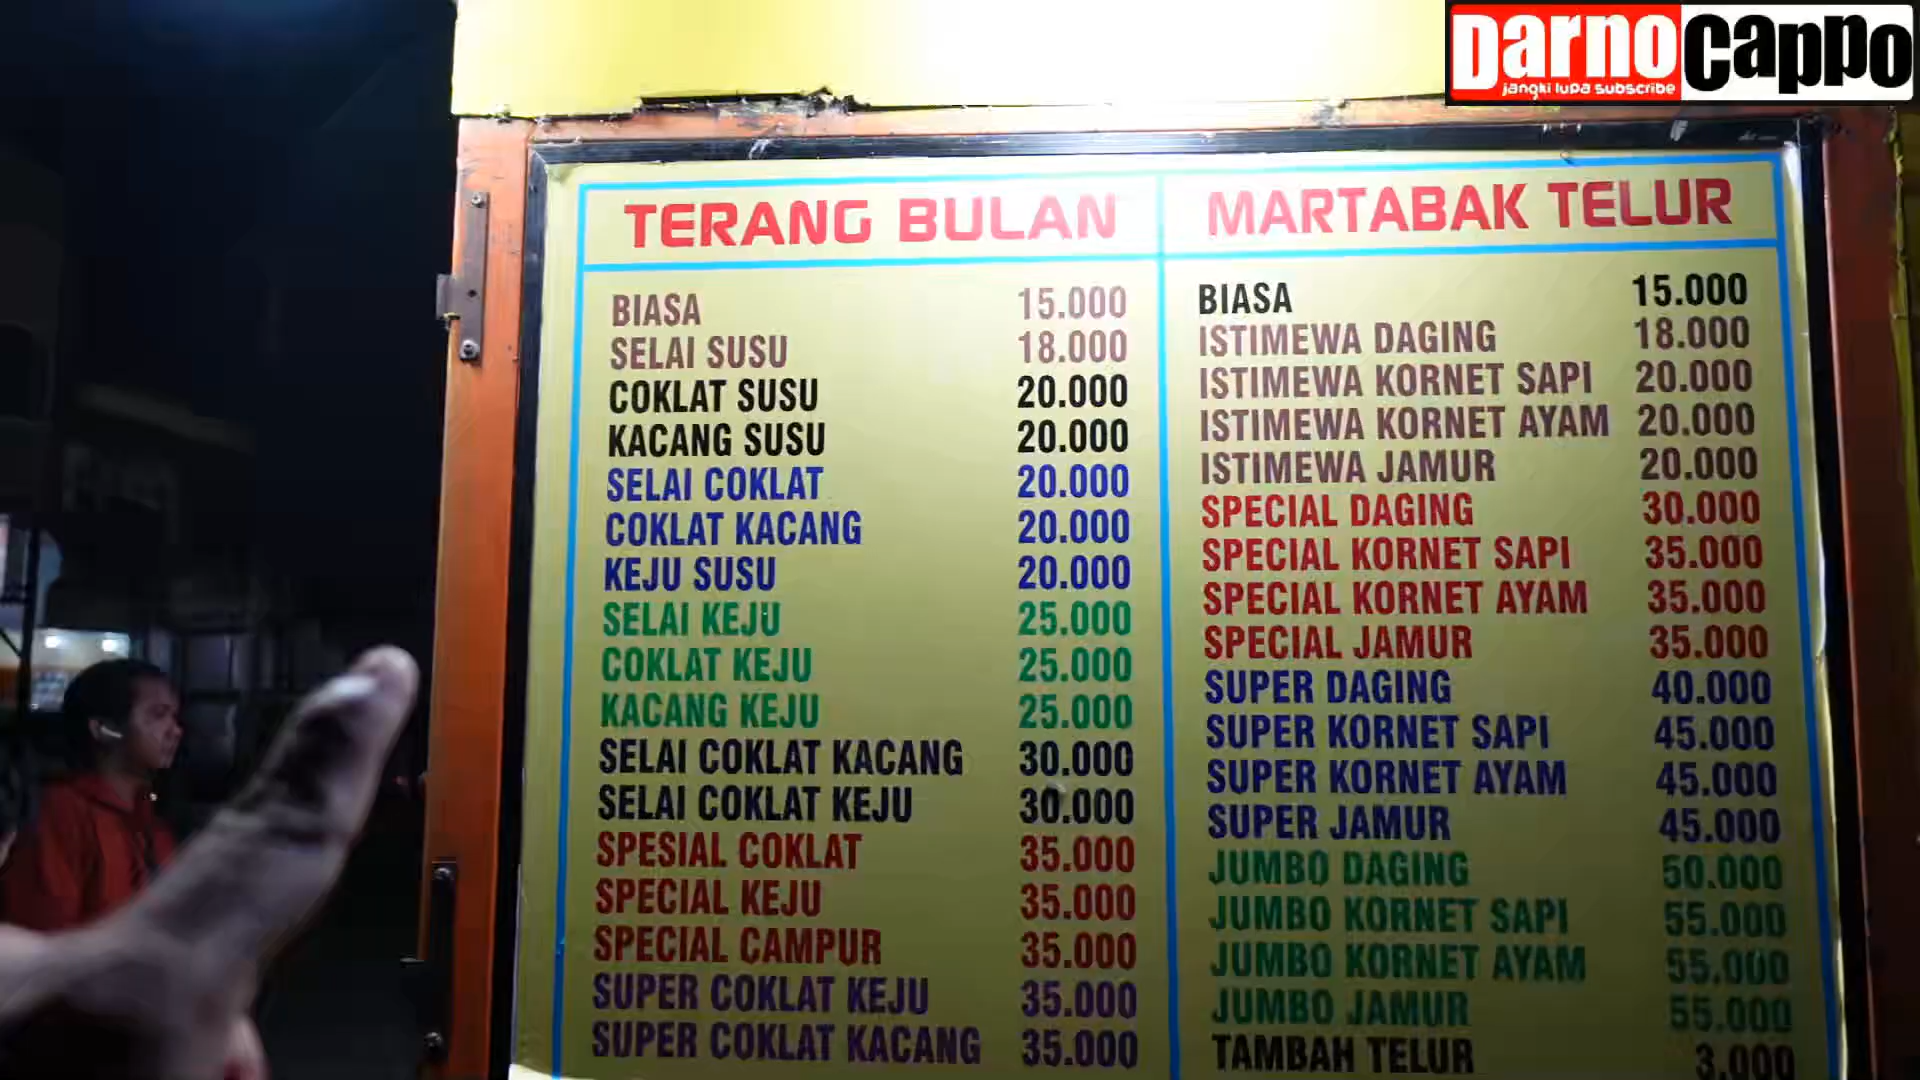 Darno Cappo
jangki lupa subscribe
TERANG BULAN
BIASA 15.000
SELAI SUSU 18.000
COKLAT SUSU 20.000
KACANG SUSU 20.000
SELAI COKLAT 20.000
COKLAT KACANG 20.000
KEJU SUSU 20.000
SELAI KEJU 25.000
COKLAT KEJU 25.000
KACANG KEJU 25.000
SELAI COKLAT KACANG 30.000
SELAI COKLAT KEJU 30.000
SPESIAL COKLAT 35.000
SPECIAL KEJU 35.000
SPECIAL CAMPUR 35.000
SUPER COKLAT KEJU 35.000
SUPER COKLAT KACANG 35.000
MARTABAK TELUR
BIASA 15.000
ISTIMEWA DAGING 18.000
ISTIMEWA KORNET SAPI 20.000
ISTIMEWA KORNET AYAM 20.000
ISTIMEWA JAMUR 20.000
SPECIAL DAGING 30.000
SPECIAL KORNET SAPI 35.000
SPECIAL KORNET AYAM 35.000
SPECIAL JAMUR 35.000
SUPER DAGING 40.000
SUPER KORNET SAPI 45.000
SUPER KORNET AYAM 45.000
SUPER JAMUR 45.000
JUMBO DAGING 50.000
JUMBO KORNET SAPI 55.000
JUMBO KORNET AYAM 55.000
JUMBO JAMUR 55.000
TAMBAH TELUR 3.000